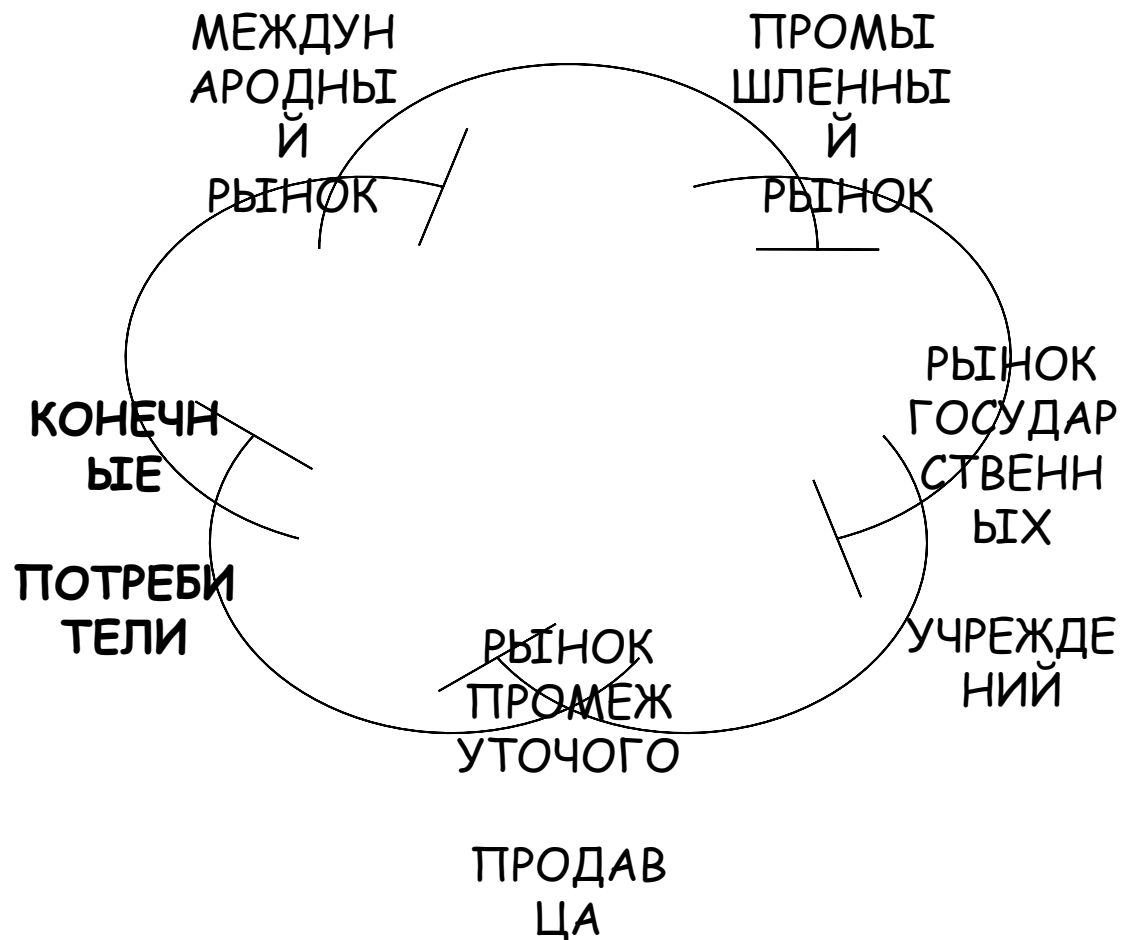 МЕЖДУН
АРОДНЫ
Й
РЫНОК
ПРОМЫ
ШЛЕННЫ
Й
РЫНОК
РЫНОК
ГОСУДАР
СТВЕНН
ЫХ
УЧРЕЖДЕ
НИЙ
РЫНОК
ПРОМЕЖ
УТОЧОГО
ПРОДАВ
ЦА
КОНЕЧН
ЫЕ
ПОТРЕБИ
ТЕЛИ